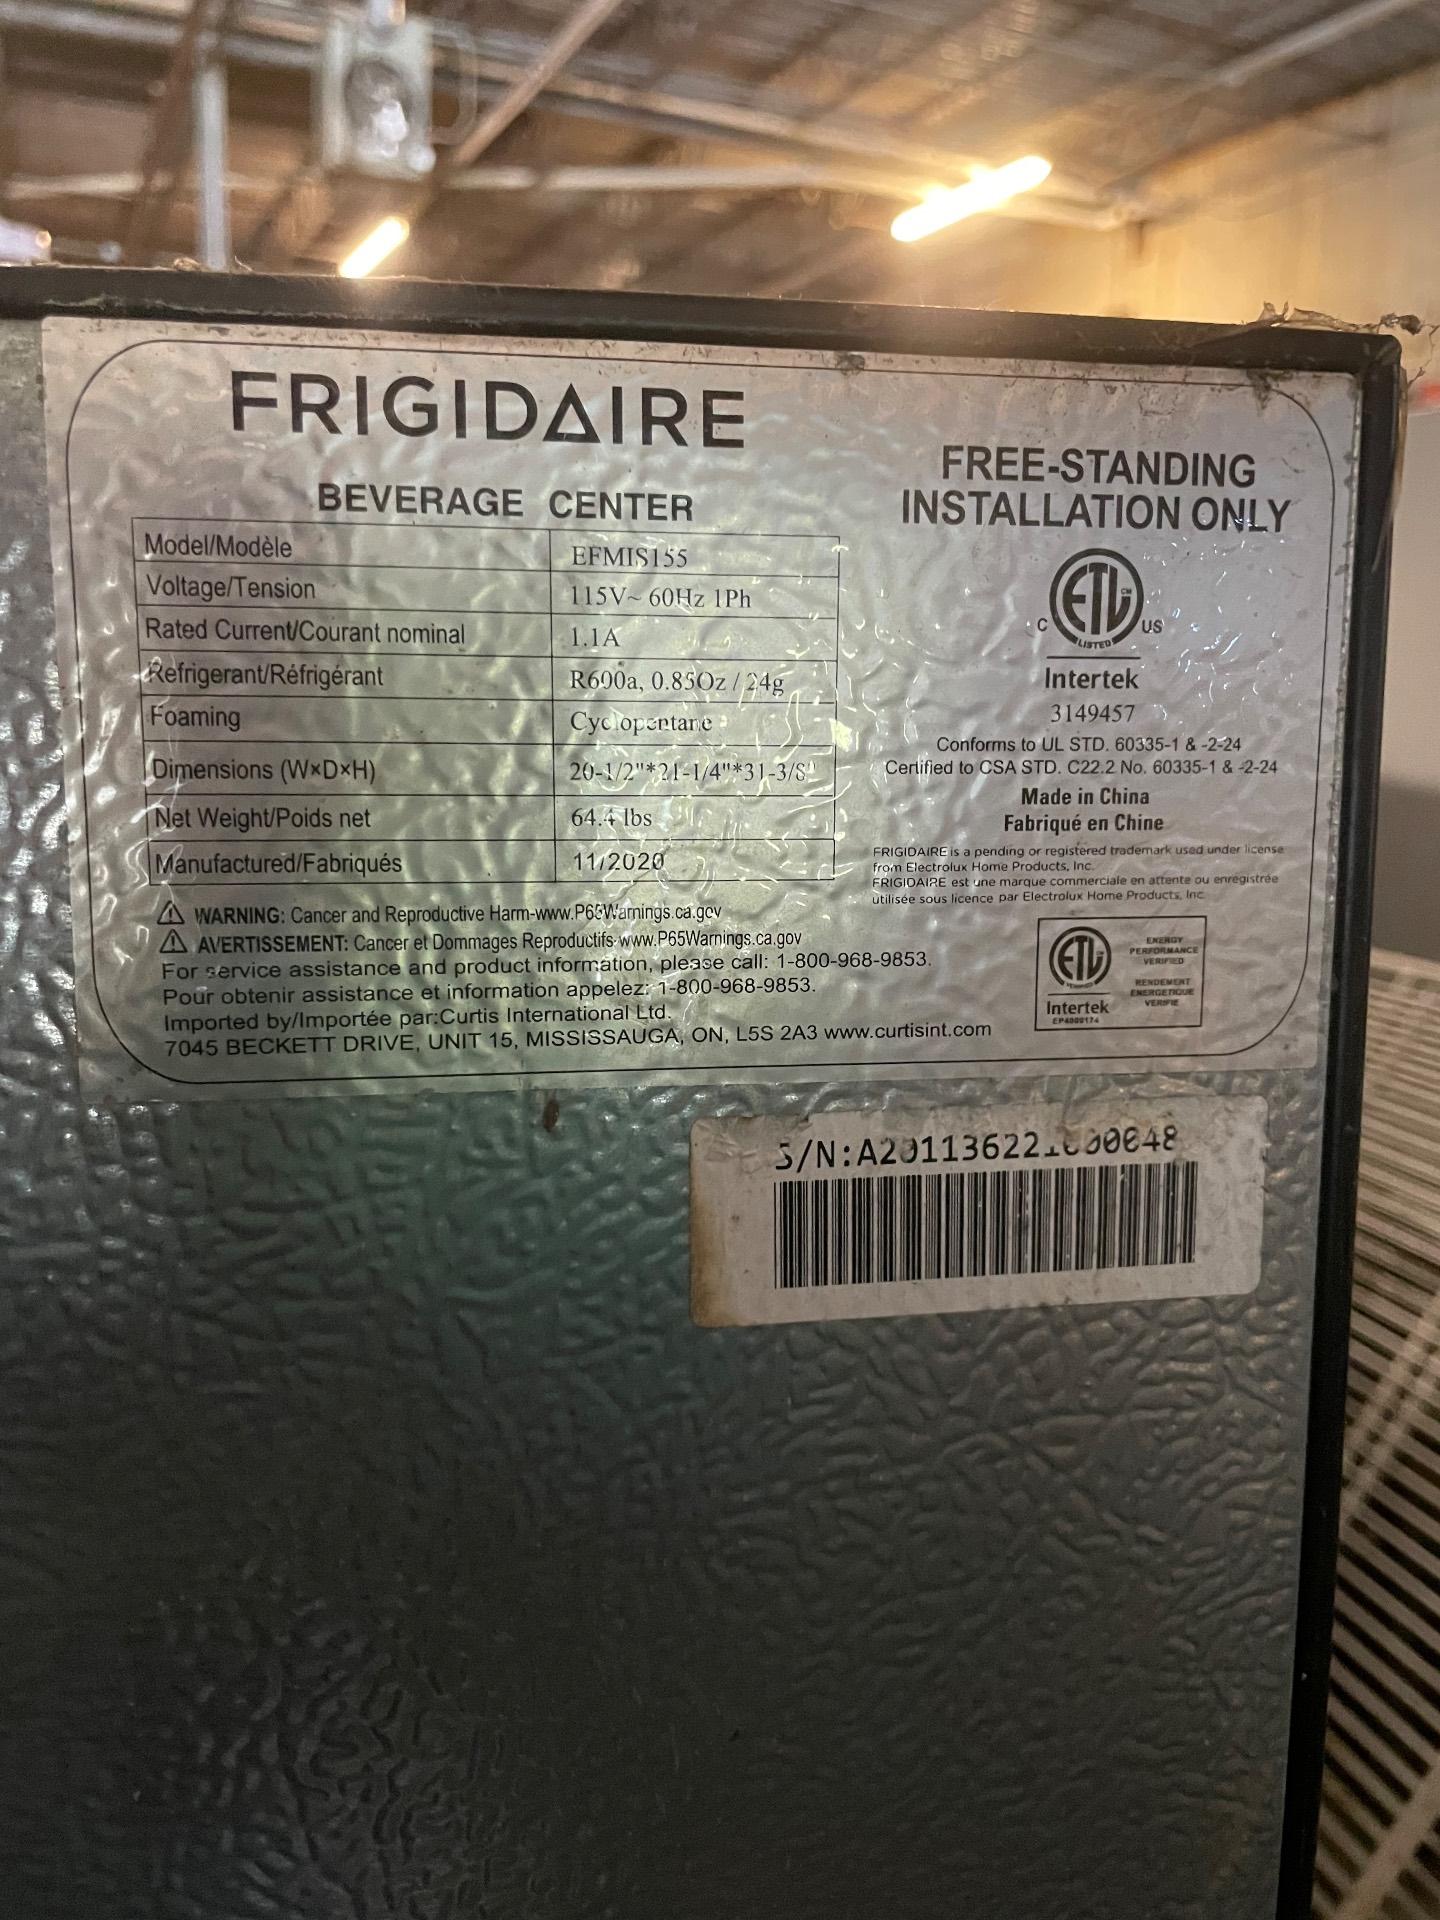 FRIGIDAIRE
BEVERAGE CENTER
Model/Modèle EFMIS155
Voltage/Tension 115V~ 60Hz 1Ph
Rated Current/Courant nominal 1.1A
Refrigerant/Réfrigérant R600a, 0.85Oz / 24g
Foaming Cyclopentane
Dimensions (W×D×H) 20-1/2"*21-1/4"*31-3/8"
Net Weight/Poids net 64.4 lbs
Manufactured/Fabriqués 11/2020
WARNING: Cancer and Reproductive Harm-www.P65Warnings.ca.gov
AVERTISSEMENT: Cancer et Dommages Reproductifs-www.P65Warnings.ca.gov
For service assistance and product information, please call: 1-800-968-9853.
Pour obtenir assistance et information appelez: 1-800-968-9853.
Imported by/Importée par:Curtis International Ltd.
7045 BECKETT DRIVE, UNIT 15, MISSISSAUGA, ON, L5S 2A3 www.curtisint.com
FREE-STANDING
INSTALLATION ONLY
C ETL CM US
LISTED
Intertek
3149457
Conforms to UL STD. 60335-1 & -2-24
Certified to CSA STD. C22.2 No. 60335-1 & -2-24
Made in China
Fabriqué en Chine
FRIGIDAIRE is a pending or registered trademark used under license
from Electrolux Home Products, Inc.
FRIGIDAIRE est une marque commerciale en attente ou enregistrée
utilisée sous licence par Electrolux Home Products, Inc.
ETL
VERIFIED
Intertek
ENERGY
PERFORMANCE
VERIFIED
RENDEMENT
ENERGETIQUE
VERIFIE
S/N: